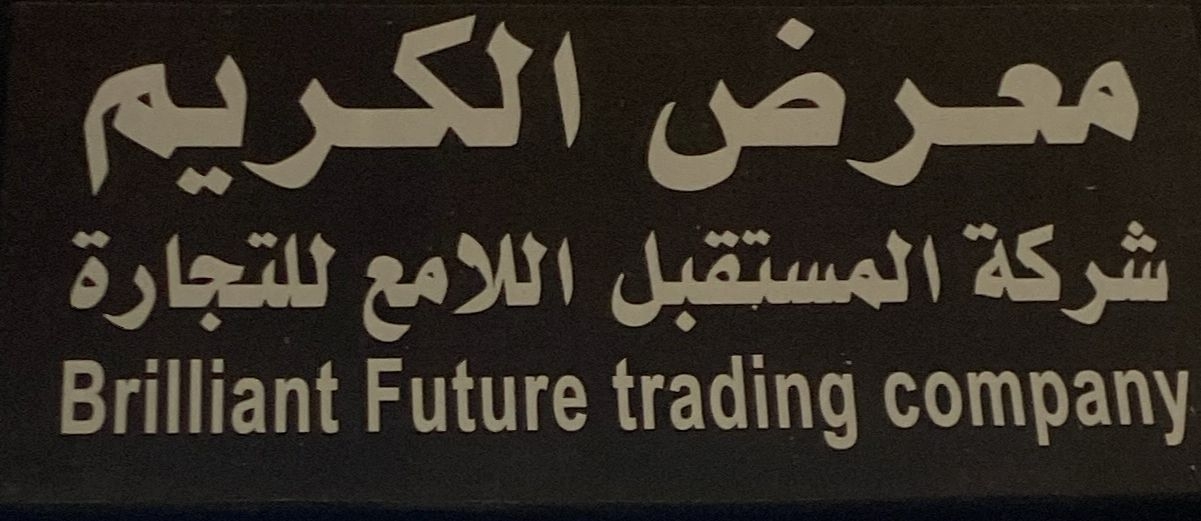 معرض الكريم
شركة المستقبل اللامع للتجارة
Brilliant Future trading company